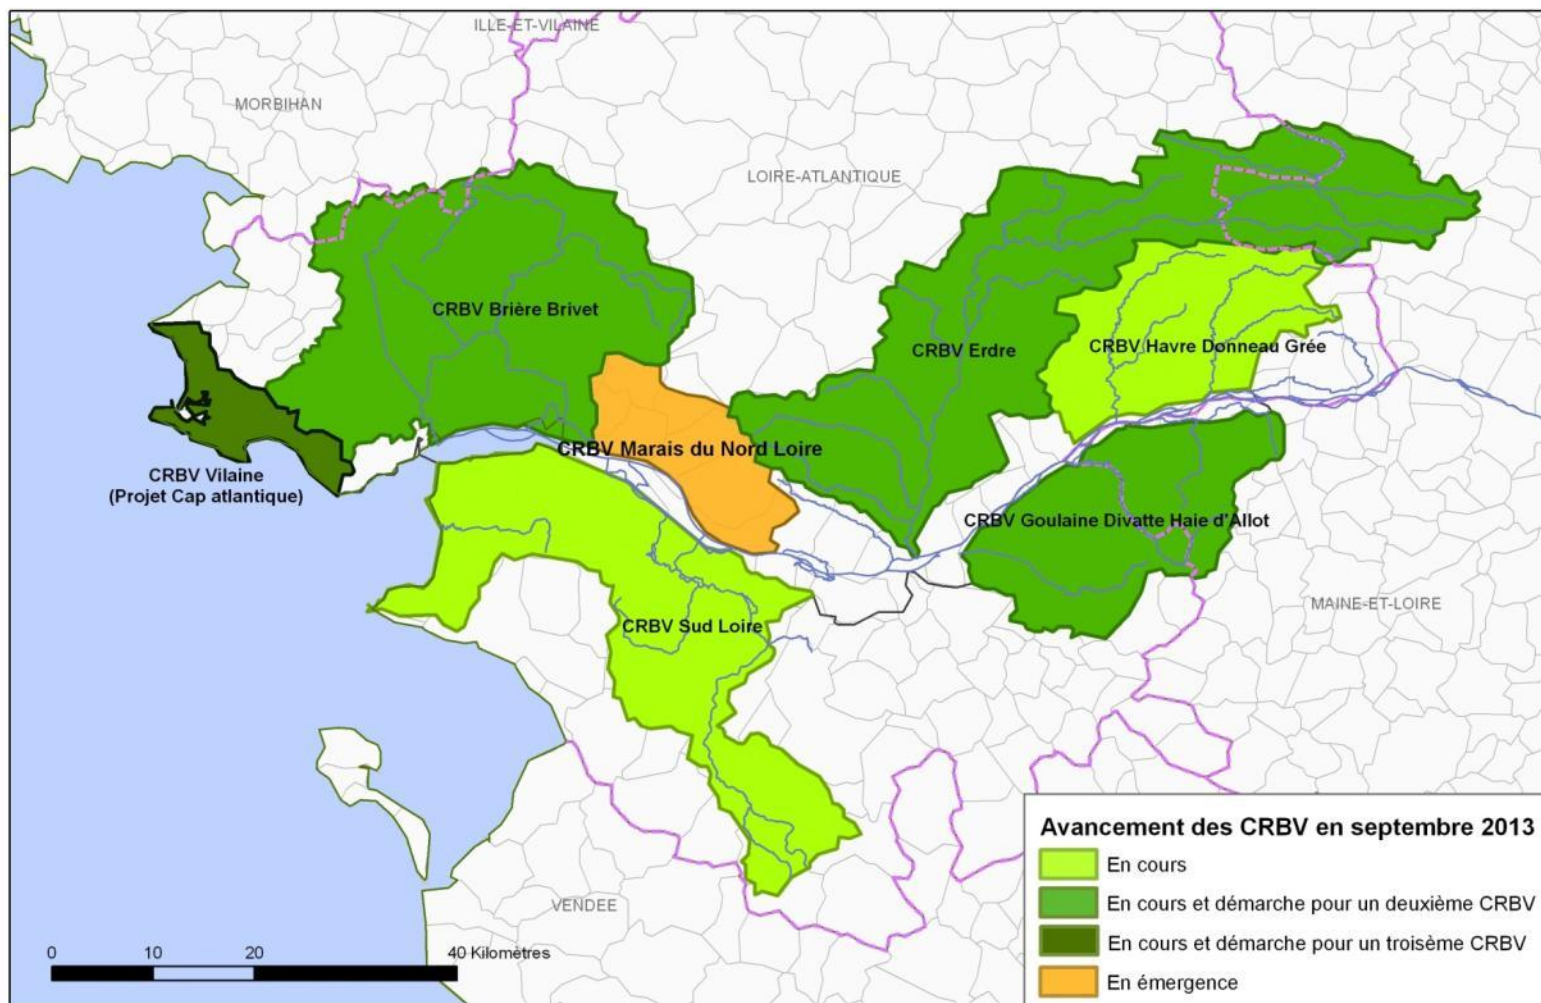 ILLE-ET-VILAINE
MORBIHAN
LOIRE-ATLANTIQUE
CRBV Brière Brivet
CRBV Erdre
CRBV Havre Donneau Grée
CRBV Marais du Nord Loire
CRBV Vilaine
(Projet Cap atlantique)
CRBV Goulaine Divatte Haie d'Allot
MAINE-ET-LOIRE
CRBV Sud Loire
VENDEE
Avancement des CRBV en septembre 2013
En cours
En cours et démarche pour un deuxième CRBV
En cours et démarche pour un troisème CRBV
En émergence
0 10 20 40 Kilomètres